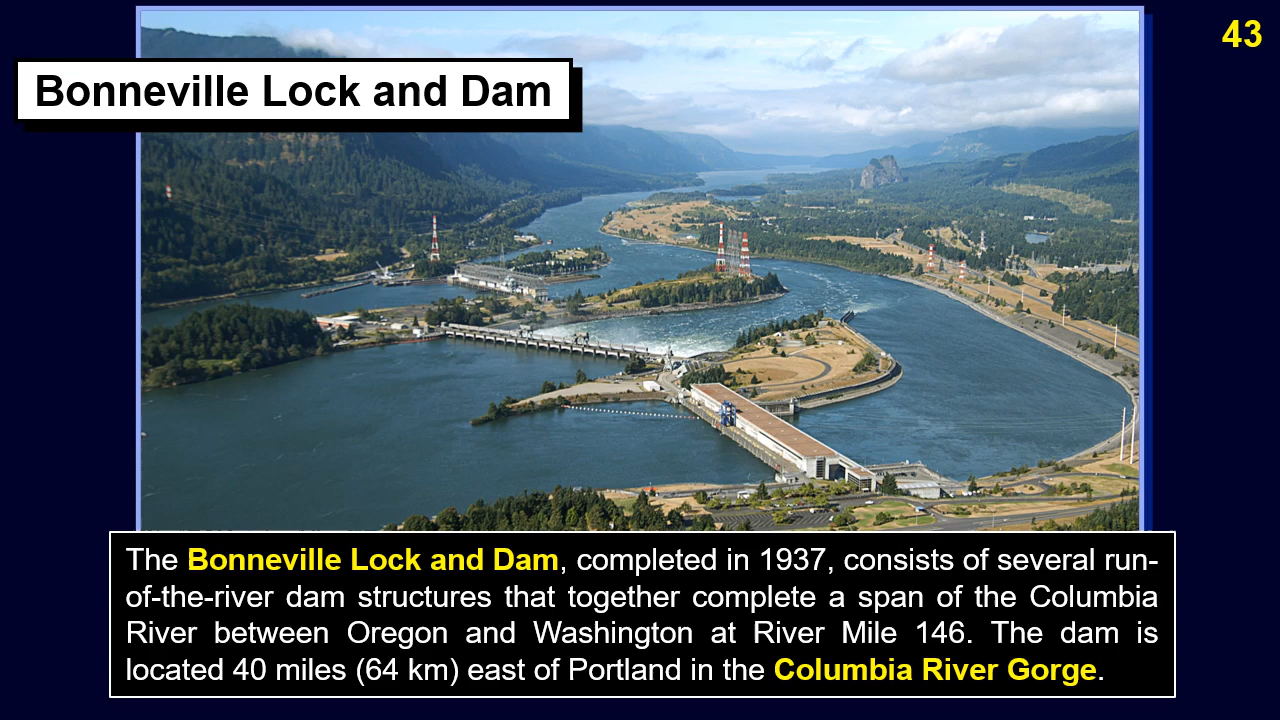 43
Bonneville Lock and Dam
The Bonneville Lock and Dam, completed in 1937, consists of several run-
of-the-river dam structures that together complete a span of the Columbia
River between Oregon and Washington at River Mile 146. The dam is
located 40 miles (64 km) east of Portland in the Columbia River Gorge.